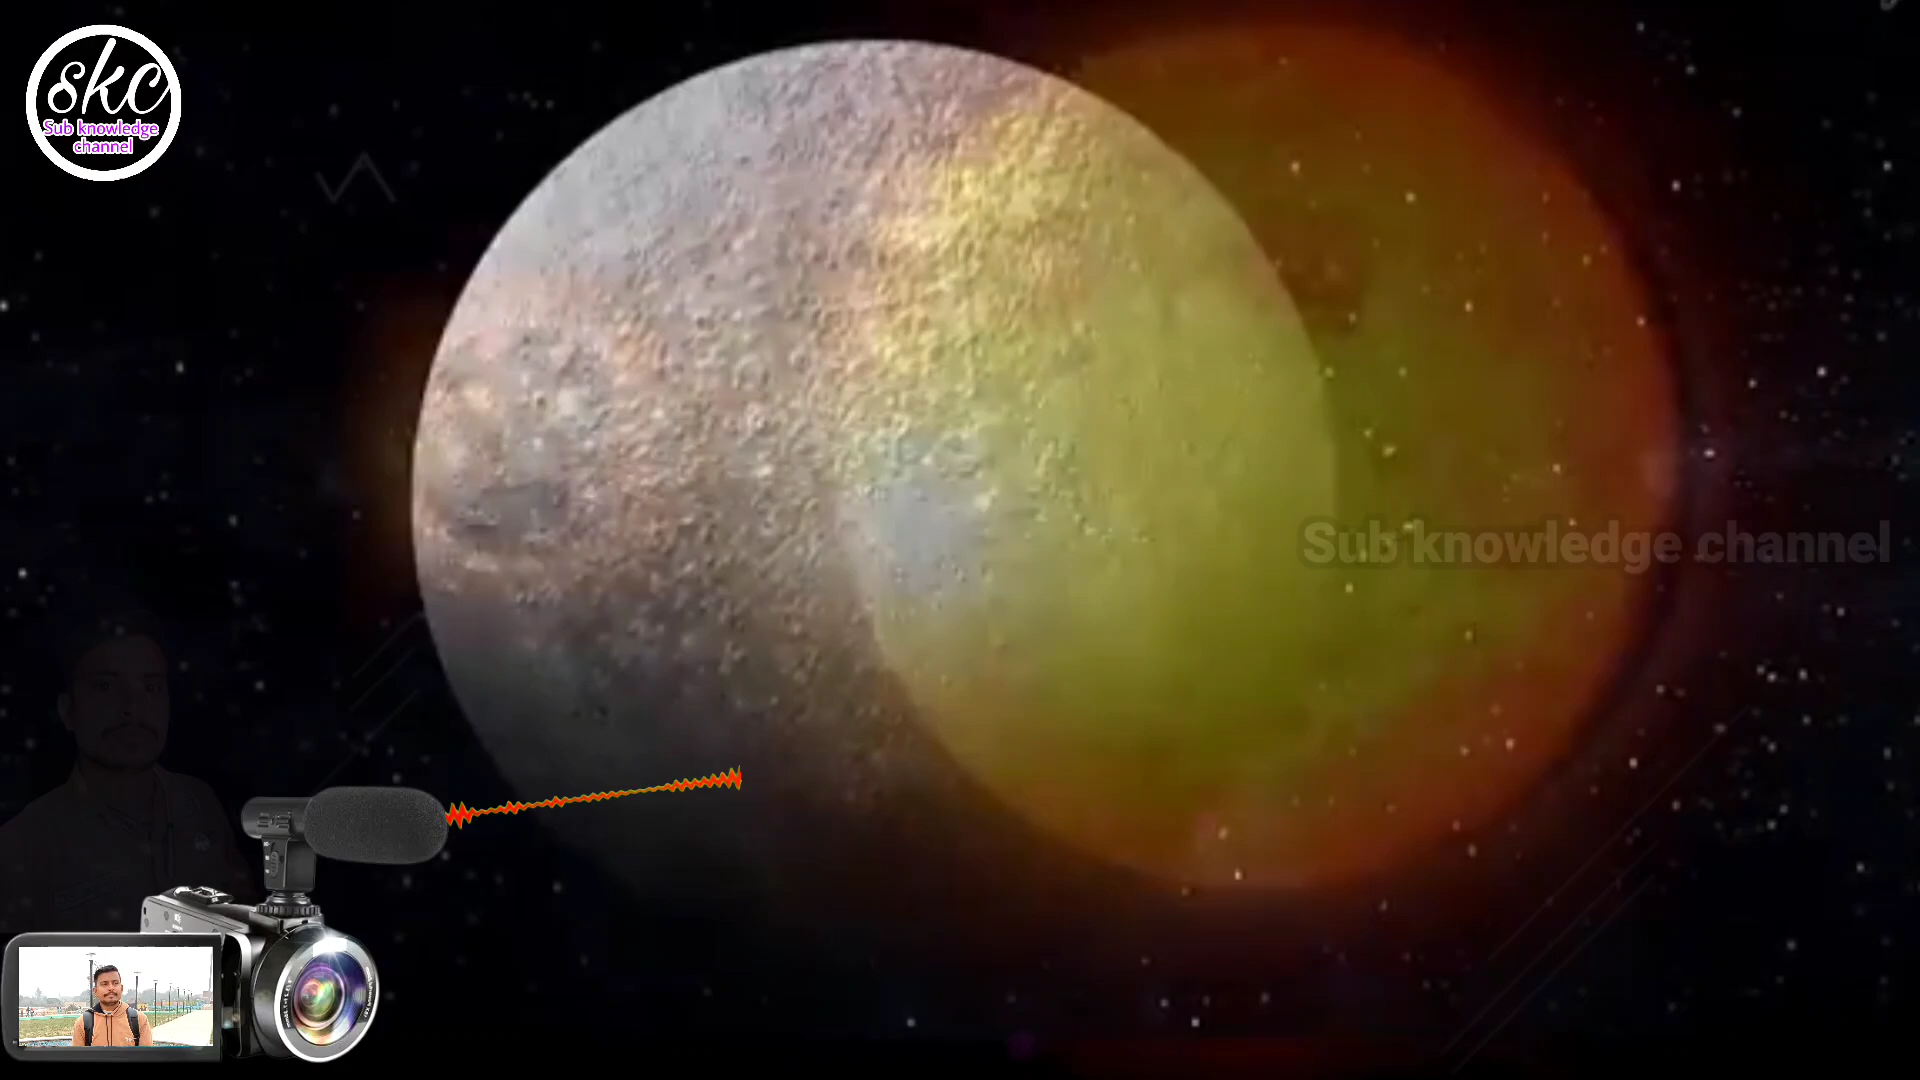 skc
Sub knowledge
channel
Sub knowledge channel